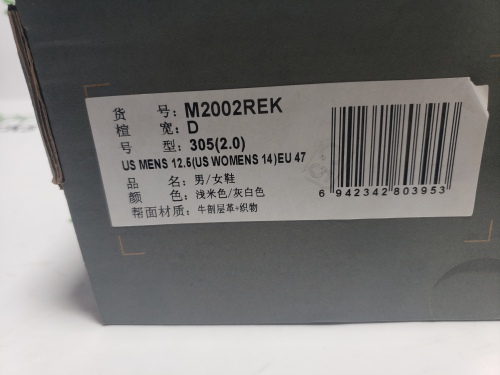 货 号: M2002REK
楦 宽: D
号 型: 305(2.0)
US MENS 12.5(US WOMENS 14)EU 47
品 名: 男/女鞋
颜 色: 浅米色/灰白色
帮面材质: 牛剖层革+织物
6 942342 803953